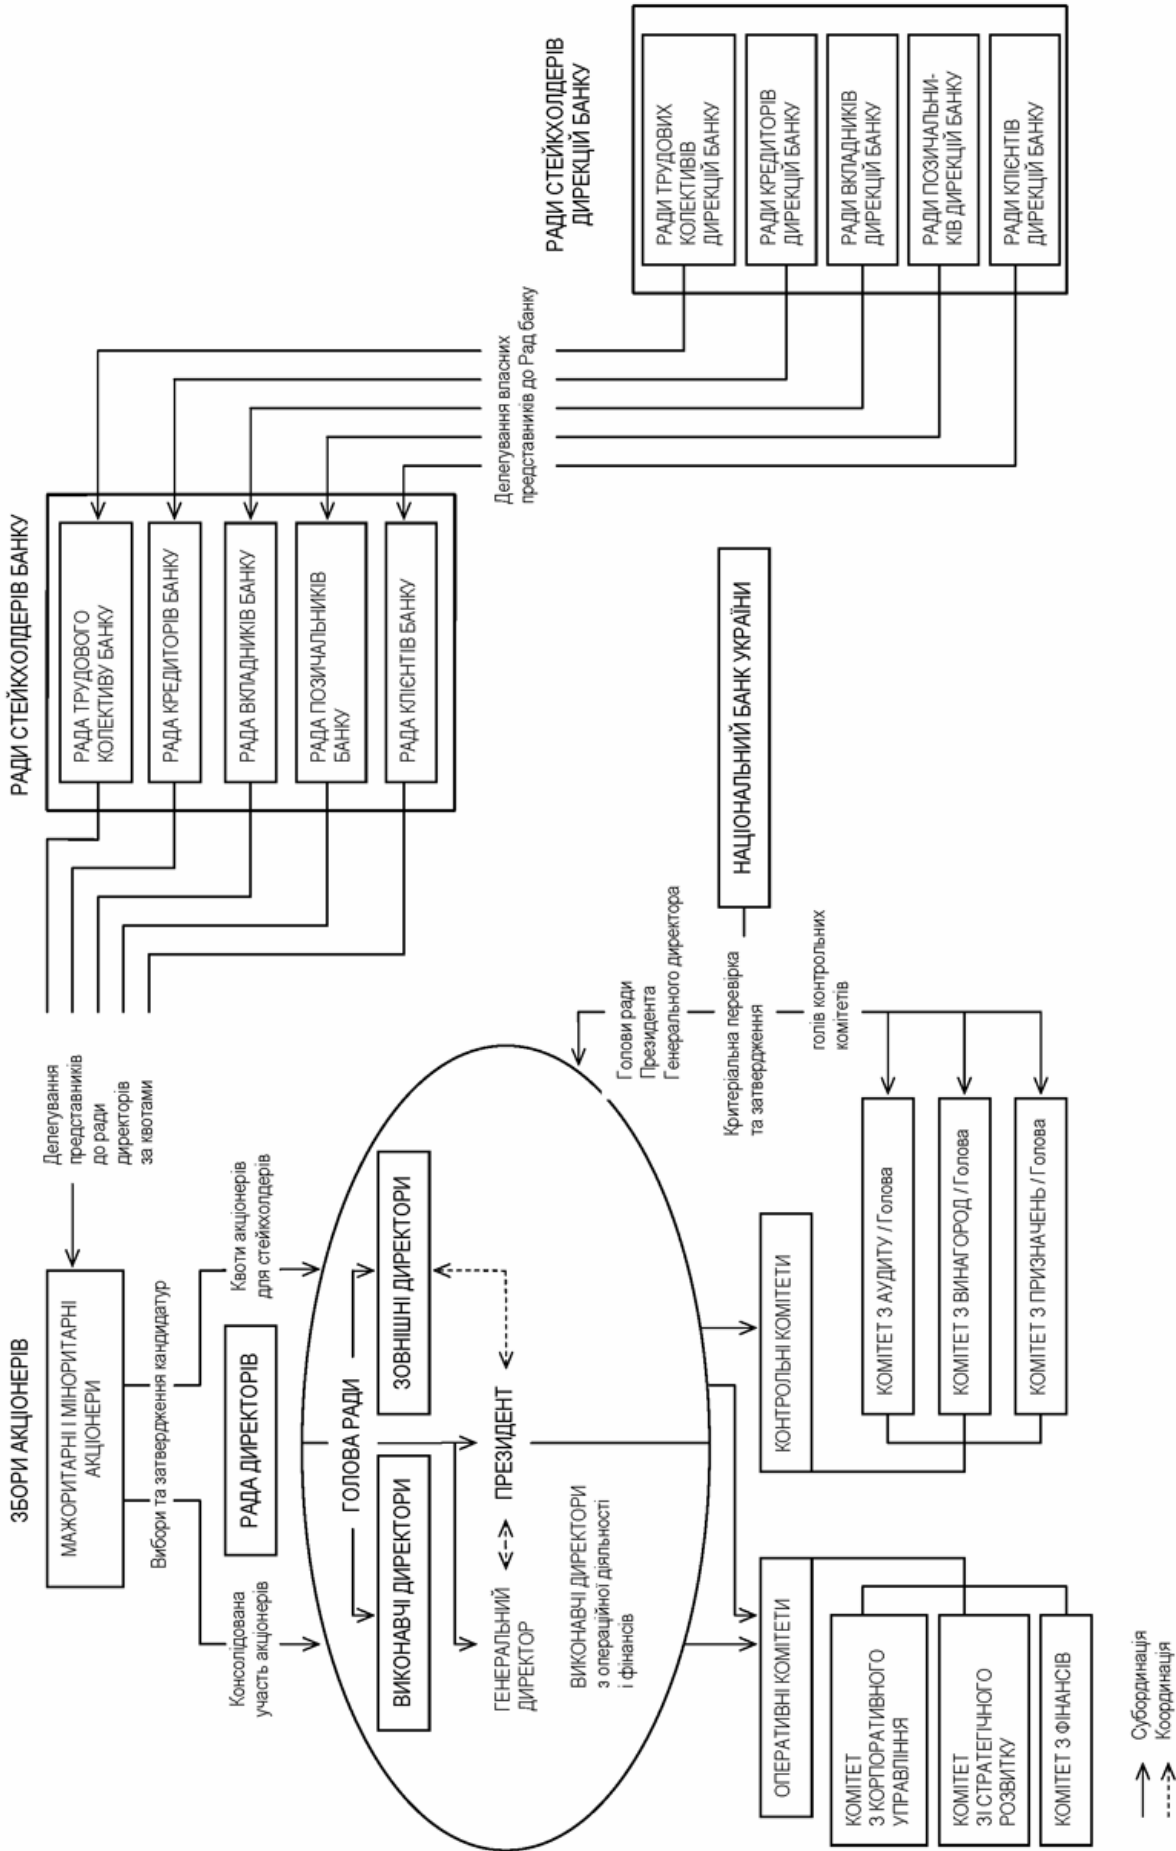 ЗБОРИ АКЦІОНЕРІВ
МАЖОРИТАРНІ І МІНОРИТАРНІ
АКЦІОНЕРИ
Делегування
представників
до ради
директорів
за квотами
РАДИ СТЕЙКХОЛДЕРІВ БАНКУ
РАДА ТРУДОВОГО
КОЛЕКТИВУ БАНКУ
РАДА КРЕДИТОРІВ БАНКУ
РАДА ВКЛАДНИКІВ БАНКУ
РАДА ПОЗИЧАЛЬНИКІВ
БАНКУ
РАДА КЛІЄНТІВ БАНКУ
Вибори та затвердження кандидатур
Консолідована
участь акціонерів
РАДА ДИРЕКТОРІВ
Квоти акціонерів
для стейкхолдерів
ГОЛОВА РАДИ
ВИКОНАВЧІ ДИРЕКТОРИ
ЗОВНІШНІ ДИРЕКТОРИ
ГЕНЕРАЛЬНИЙ
ДИРЕКТОР
ПРЕЗИДЕНТ
ВИКОНАВЧІ ДИРЕКТОРИ
з операційної діяльності
і фінансів
Делегування власних
представників до Рад банку
РАДИ СТЕЙКХОЛДЕРІВ
ДИРЕКЦІЙ БАНКУ
РАДИ ТРУДОВИХ
КОЛЕКТИВІВ
ДИРЕКЦІЙ БАНКУ
РАДИ КРЕДИТОРІВ
ДИРЕКЦІЙ БАНКУ
РАДИ ВКЛАДНИКІВ
ДИРЕКЦІЙ БАНКУ
РАДИ ПОЗИЧАЛЬНИ-
КІВ ДИРЕКЦІЙ БАНКУ
РАДИ КЛІЄНТІВ
ДИРЕКЦІЙ БАНКУ
Голови ради
Президента
Генерального директора
Критеріальна перевірка
та затвердження
НАЦІОНАЛЬНИЙ БАНК УКРАЇНИ
голів контрольних
комітетів
ОПЕРАТИВНІ КОМІТЕТИ
КОМІТЕТ
З КОРПОРАТИВНОГО
УПРАВЛІННЯ
КОМІТЕТ
ЗІ СТРАТЕГІЧНОГО
РОЗВИТКУ
КОМІТЕТ З ФІНАНСІВ
КОНТРОЛЬНІ КОМІТЕТИ
КОМІТЕТ З АУДИТУ / Голова
КОМІТЕТ З ВИНАГОРОД / Голова
КОМІТЕТ З ПРИЗНАЧЕНЬ / Голова
Субординація
Координація